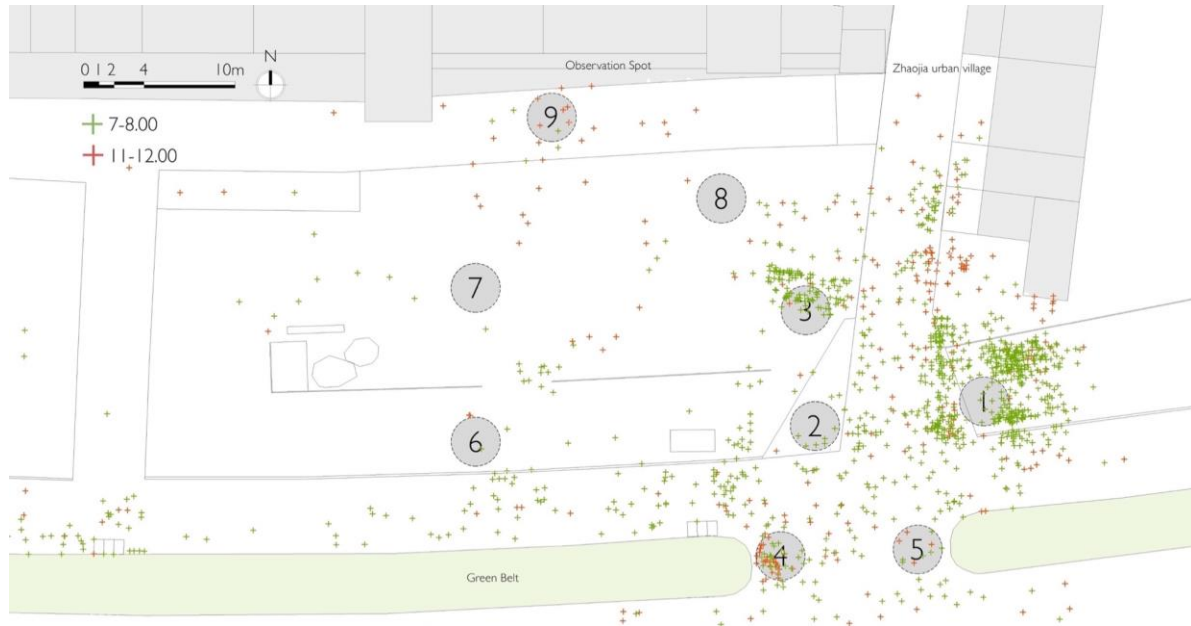 Observation Spot
Zhaojia urban village
N
0 1 2 4 10m
7-8.00
11-12.00
9
8
7
3
1
2
6
4
5
Green Belt